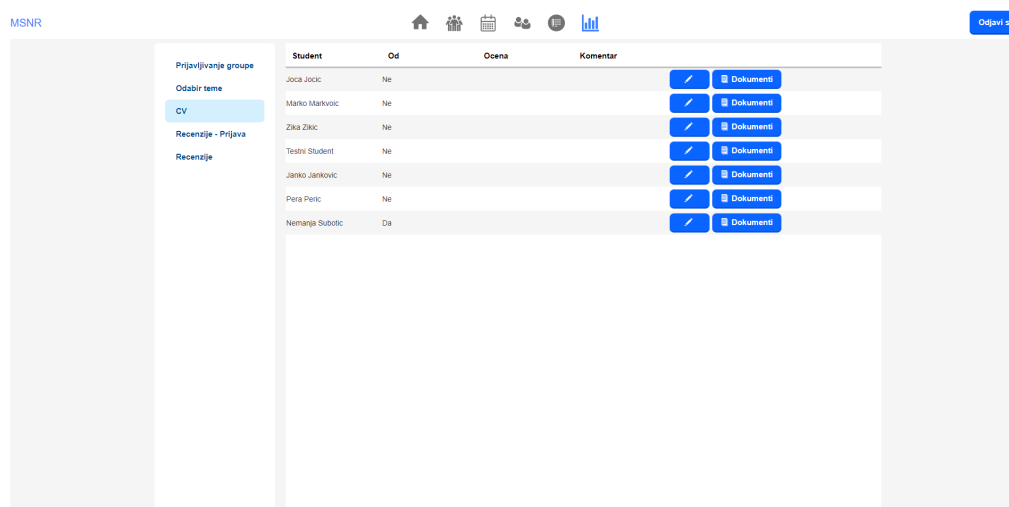 MSNR
Odjavi s
Prijavljivanje groupe
Odabir teme
CV
Recenzije - Prijava
Recenzije
Student Od Ocena Komentar
Joca Jocic Ne Dokumenti
Marko Markvoic Ne Dokumenti
Zika Zikic Ne Dokumenti
Testni Student Ne Dokumenti
Janko Jankovic Ne Dokumenti
Pera Peric Ne Dokumenti
Nemanja Subotic Da Dokumenti